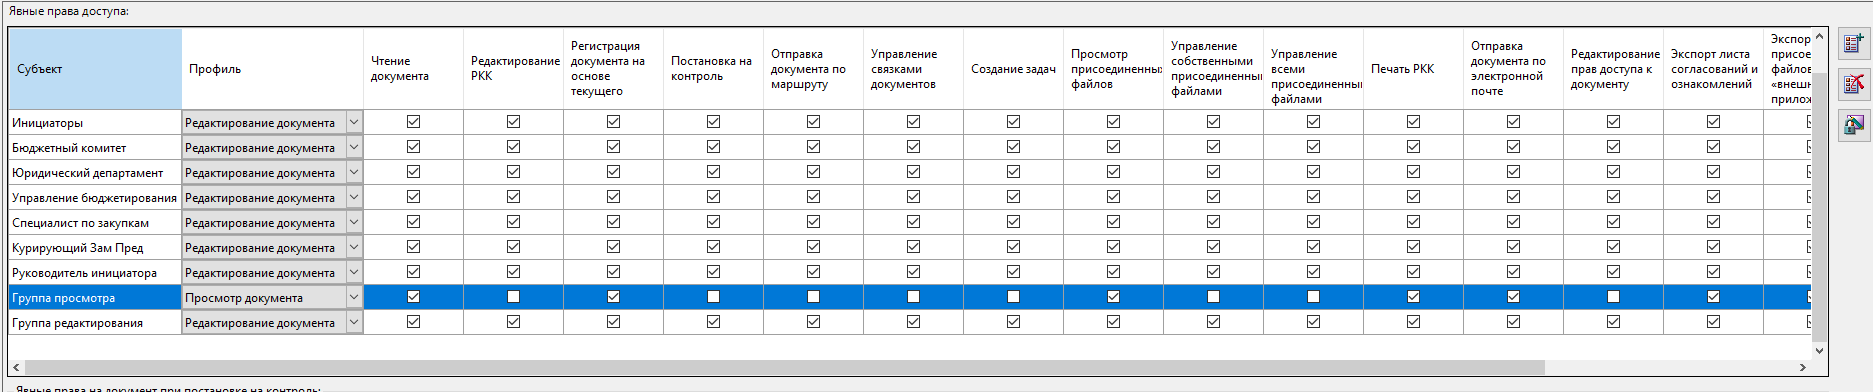 Явные права доступа:
Субъект
Профиль
Чтение
документа
Редактирование
РКК
Регистрация
документа на
основе
текущего
Постановка на
контроль
Отправка
документа по
маршруту
Управление
связками
документов
Создание задач
Просмотр
присоединенных
файлов
Управление
собственными
присоединенным
файлами
Управление
всеми
присоединенным
файлами
Печать РКК
Отправка
документа по
электронной
почте
Редактирование
прав доступа к
документу
Экспорт листа
согласований и
ознакомлений
Экспор
присое
файлов
«внешн
прилож
Инициаторы Редактирование документа
Бюджетный комитет Редактирование документа
Юридический департамент Редактирование документа
Управление бюджетирования Редактирование документа
Специалист по закупкам Редактирование документа
Курирующий Зам Пред Редактирование документа
Руководитель инициатора Редактирование документа
Группа просмотра Просмотр документа
Группа редактирования Редактирование документа
Явные права на документ при постановке на контроль: